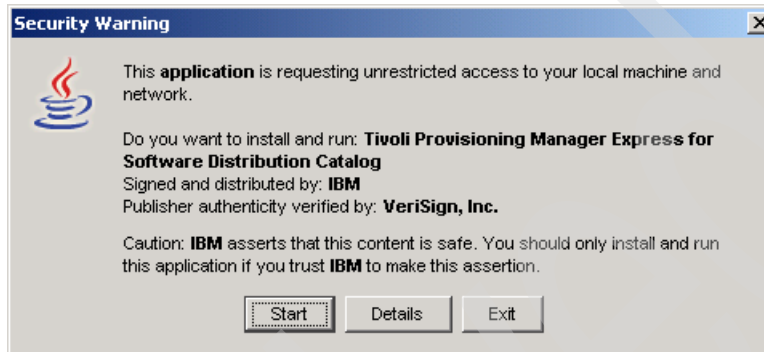 Security Warning
This application is requesting unrestricted access to your local machine and
network.
Do you want to install and run: Tivoli Provisioning Manager Express for
Software Distribution Catalog
Signed and distributed by: IBM
Publisher authenticity verified by: VeriSign, Inc.
Caution: IBM asserts that this content is safe. You should only install and run
this application if you trust IBM to make this assertion.
Start Details Exit